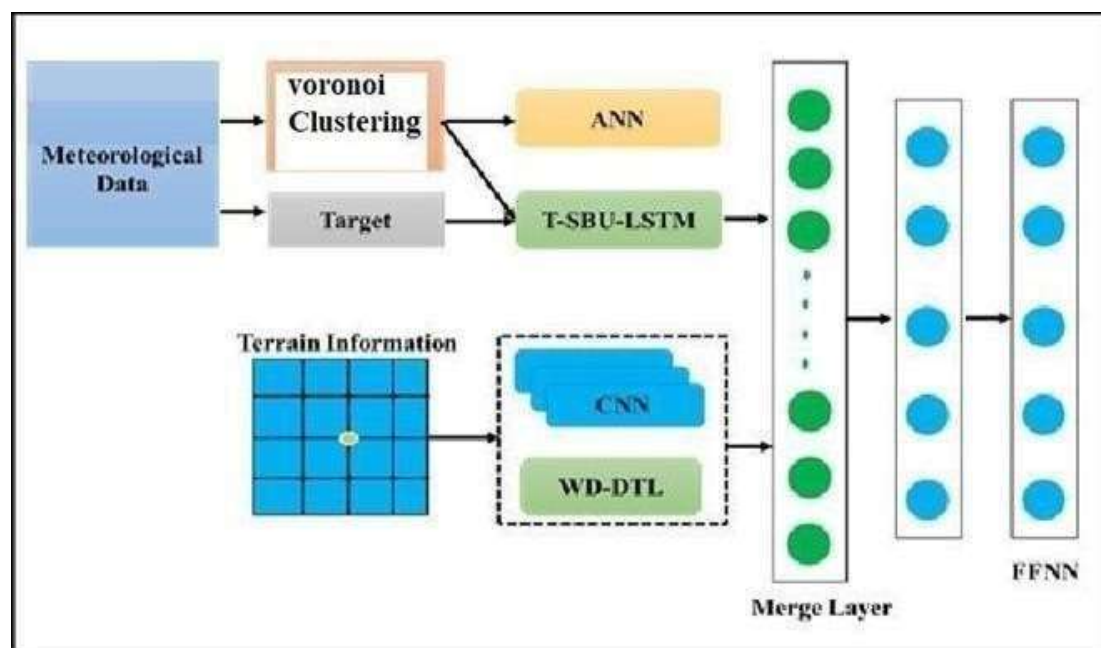 voronoi
Clustering
ANN
Meteorological
Data
Target
T-SBU-LSTM
Terrain Information
CNN
WD-DTL
FFNN
Merge Layer